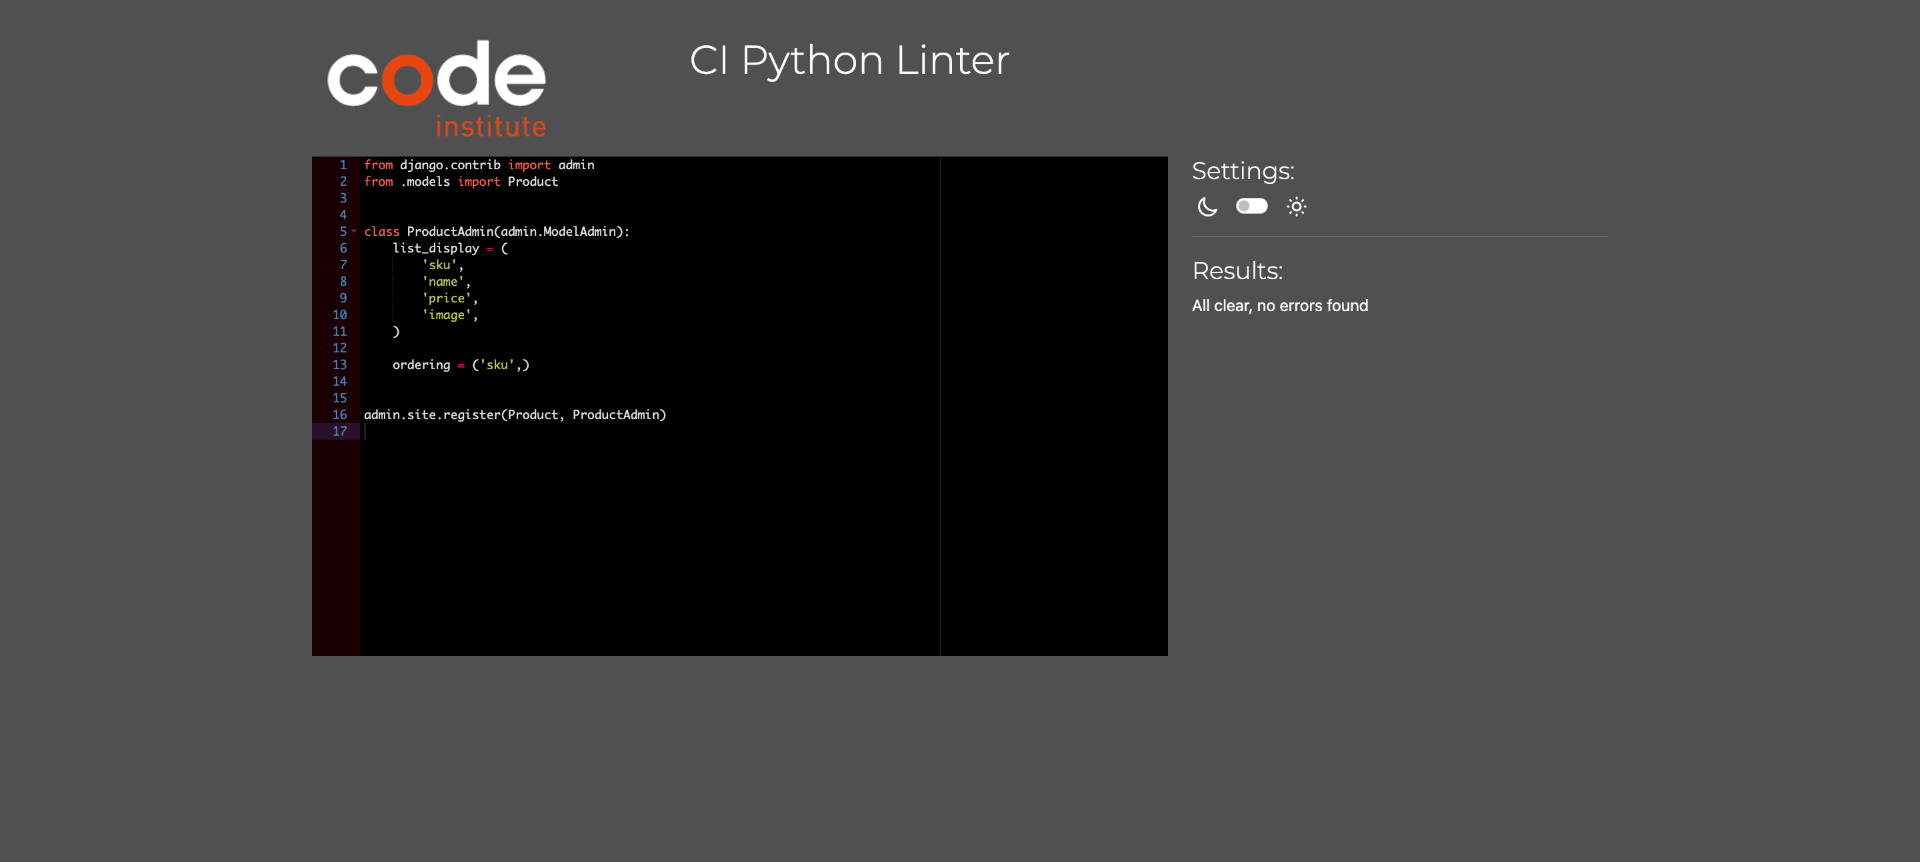 code
institute
CI Python Linter
1 from django.contrib import admin
2 from .models import Product
3
4
5 class ProductAdmin(admin.ModelAdmin):
6     list_display = (
7         'sku',
8         'name',
9         'price',
10         'image',
11     )
12
13     ordering = ('sku',)
14
15
16 admin.site.register(Product, ProductAdmin)
17
Settings:
Results:
All clear, no errors found